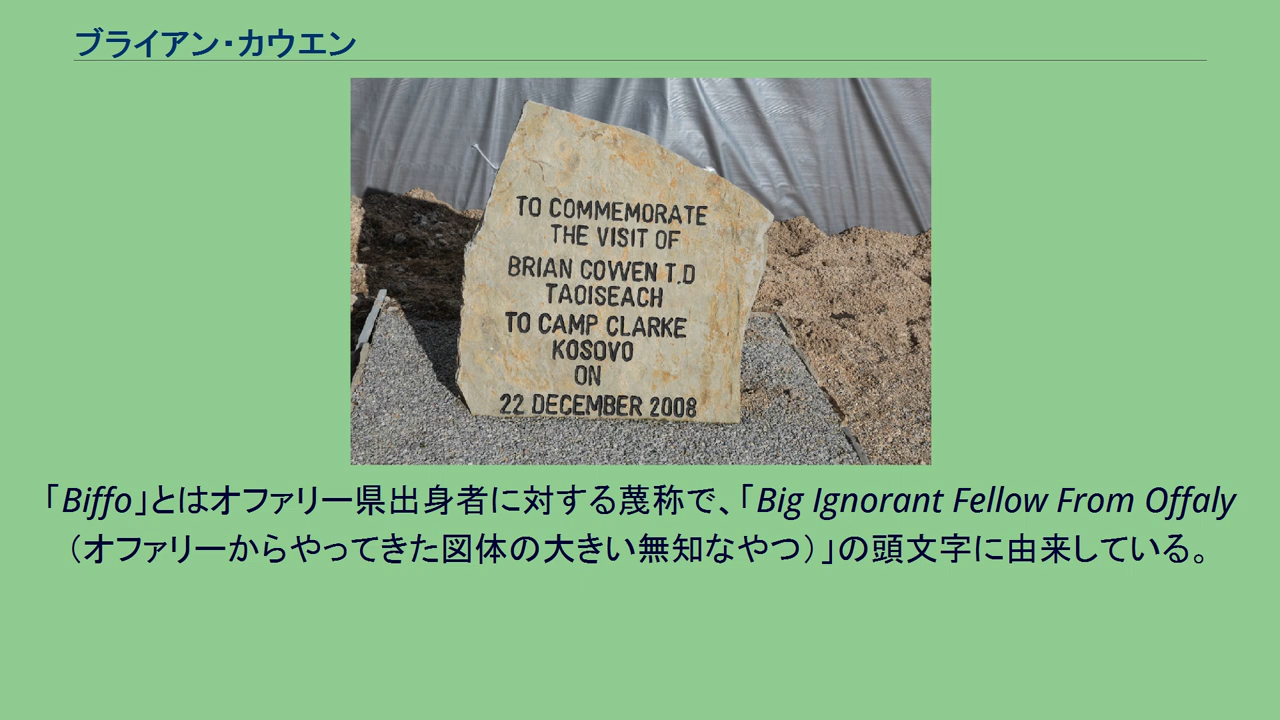 ブライアン・カウエン
TO COMMEMORATE
THE VISIT OF
BRIAN COWEN T.D
TAOISEACH
TO CAMP CLARKE
KOSOVO
ON
22 DECEMBER 2008
「Biffo」とはオファリー県出身者に対する蔑称で、「Big Ignorant Fellow From Offaly
（オファリーからやってきた図体の大きい無知なやつ）」の頭文字に由来している。